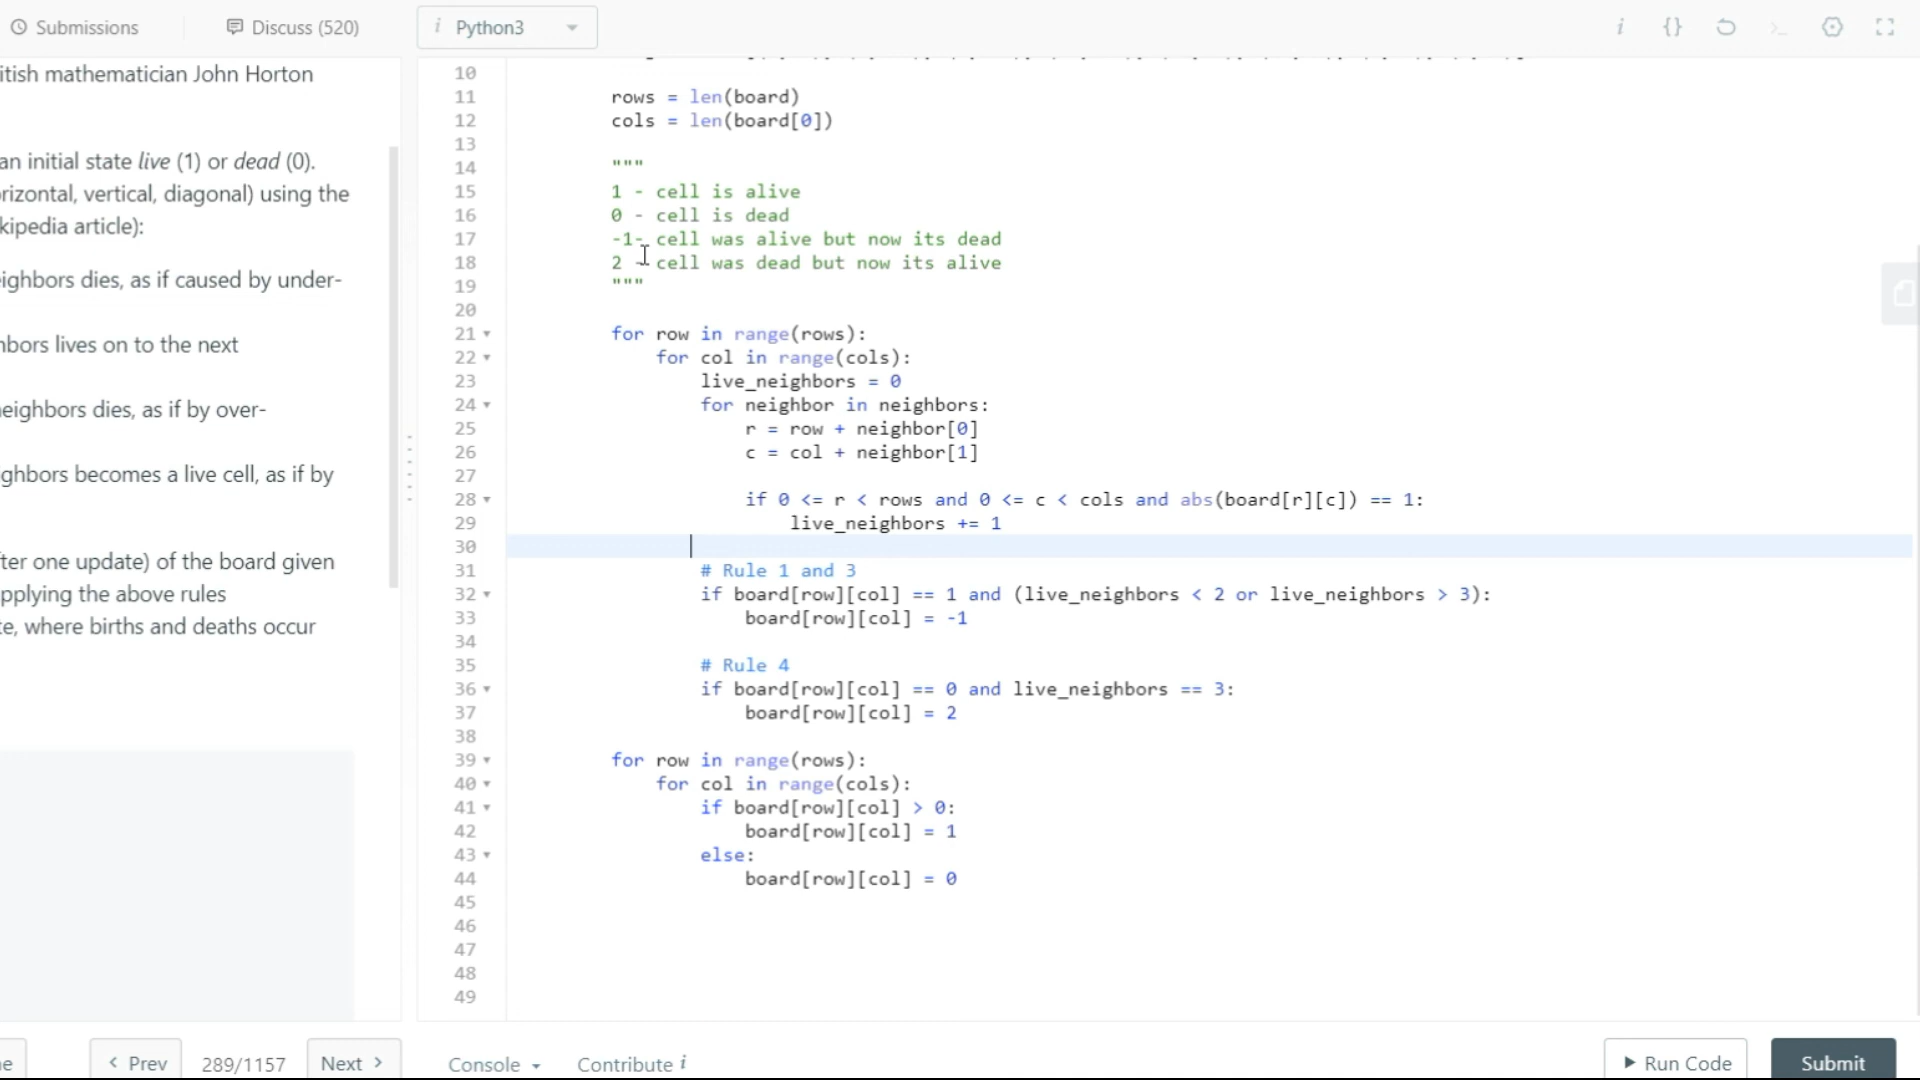 Submissions
Discuss (520)
i Python3
i {} >_
itish mathematician John Horton
an initial state live (1) or dead (0).
rizontal, vertical, diagonal) using the
kipedia article):
eighbors dies, as if caused by under-
nbors lives on to the next
neighbors dies, as if by over-
ghbors becomes a live cell, as if by
ter one update) of the board given
pplying the above rules
te, where births and deaths occur
10
11 rows = len(board)
12 cols = len(board[0])
13
14 """
15 1 - cell is alive
16 0 - cell is dead
17 -1- cell was alive but now its dead
18 2 - cell was dead but now its alive
19 """
20
21 for row in range(rows):
22 for col in range(cols):
23 live_neighbors = 0
24 for neighbor in neighbors:
25 r = row + neighbor[0]
26 c = col + neighbor[1]
27
28 if 0 <= r < rows and 0 <= c < cols and abs(board[r][c]) == 1:
29 live_neighbors += 1
30
31 # Rule 1 and 3
32 if board[row][col] == 1 and (live_neighbors < 2 or live_neighbors > 3):
33 board[row][col] = -1
34
35 # Rule 4
36 if board[row][col] == 0 and live_neighbors == 3:
37 board[row][col] = 2
38
39 for row in range(rows):
40 for col in range(cols):
41 if board[row][col] > 0:
42 board[row][col] = 1
43 else:
44 board[row][col] = 0
45
46
47
48
49
e
< Prev
289/1157
Next >
Console
Contribute i
Run Code
Submit